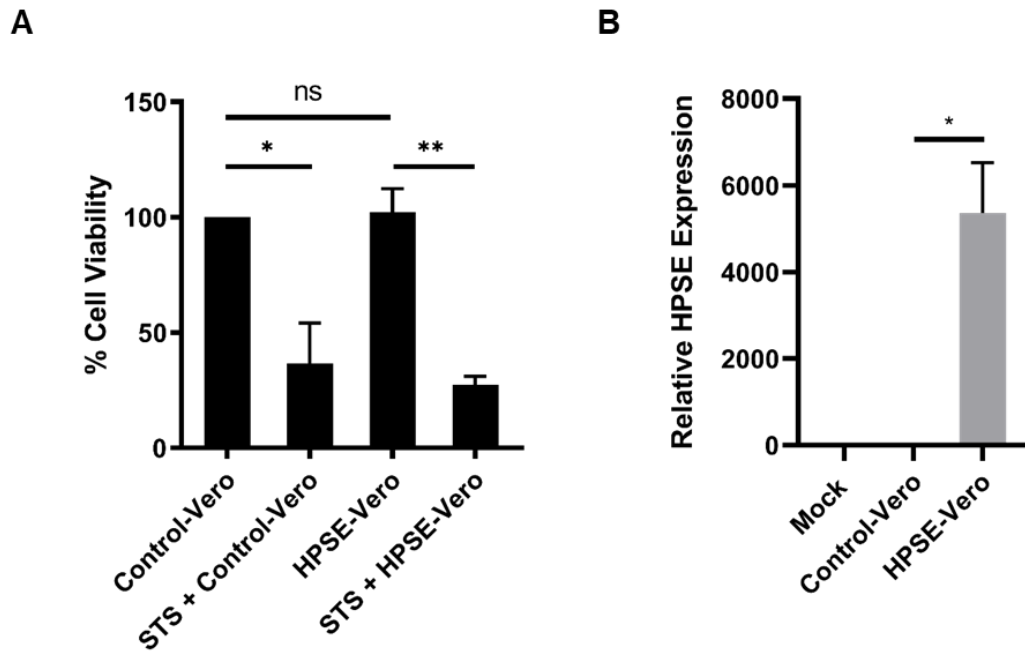 A
% Cell Viability
150
100
50
0
ns
*
**
Control-Vero
STS + Control-Vero
HPSE-Vero
STS + HPSE-Vero
B
Relative HPSE Expression
8000
6000
4000
2000
0
*
Mock
Control-Vero
HPSE-Vero